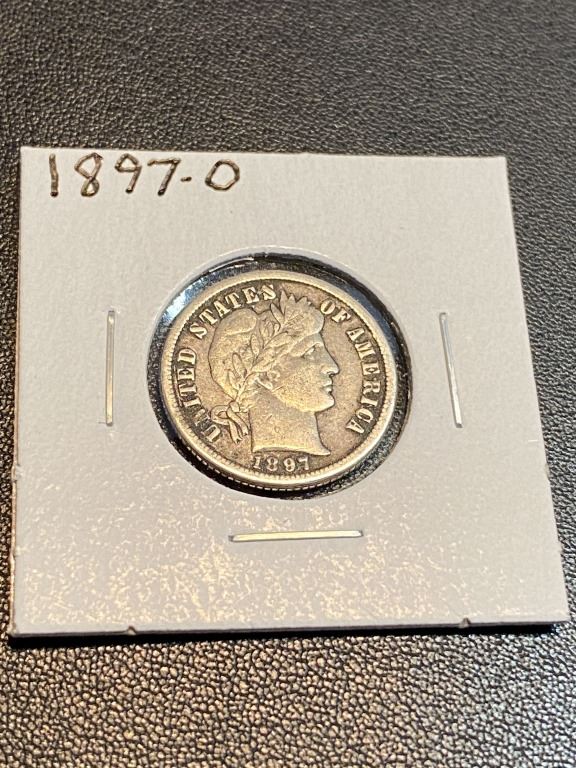 1897-O
UNITED STATES OF AMERICA
1897